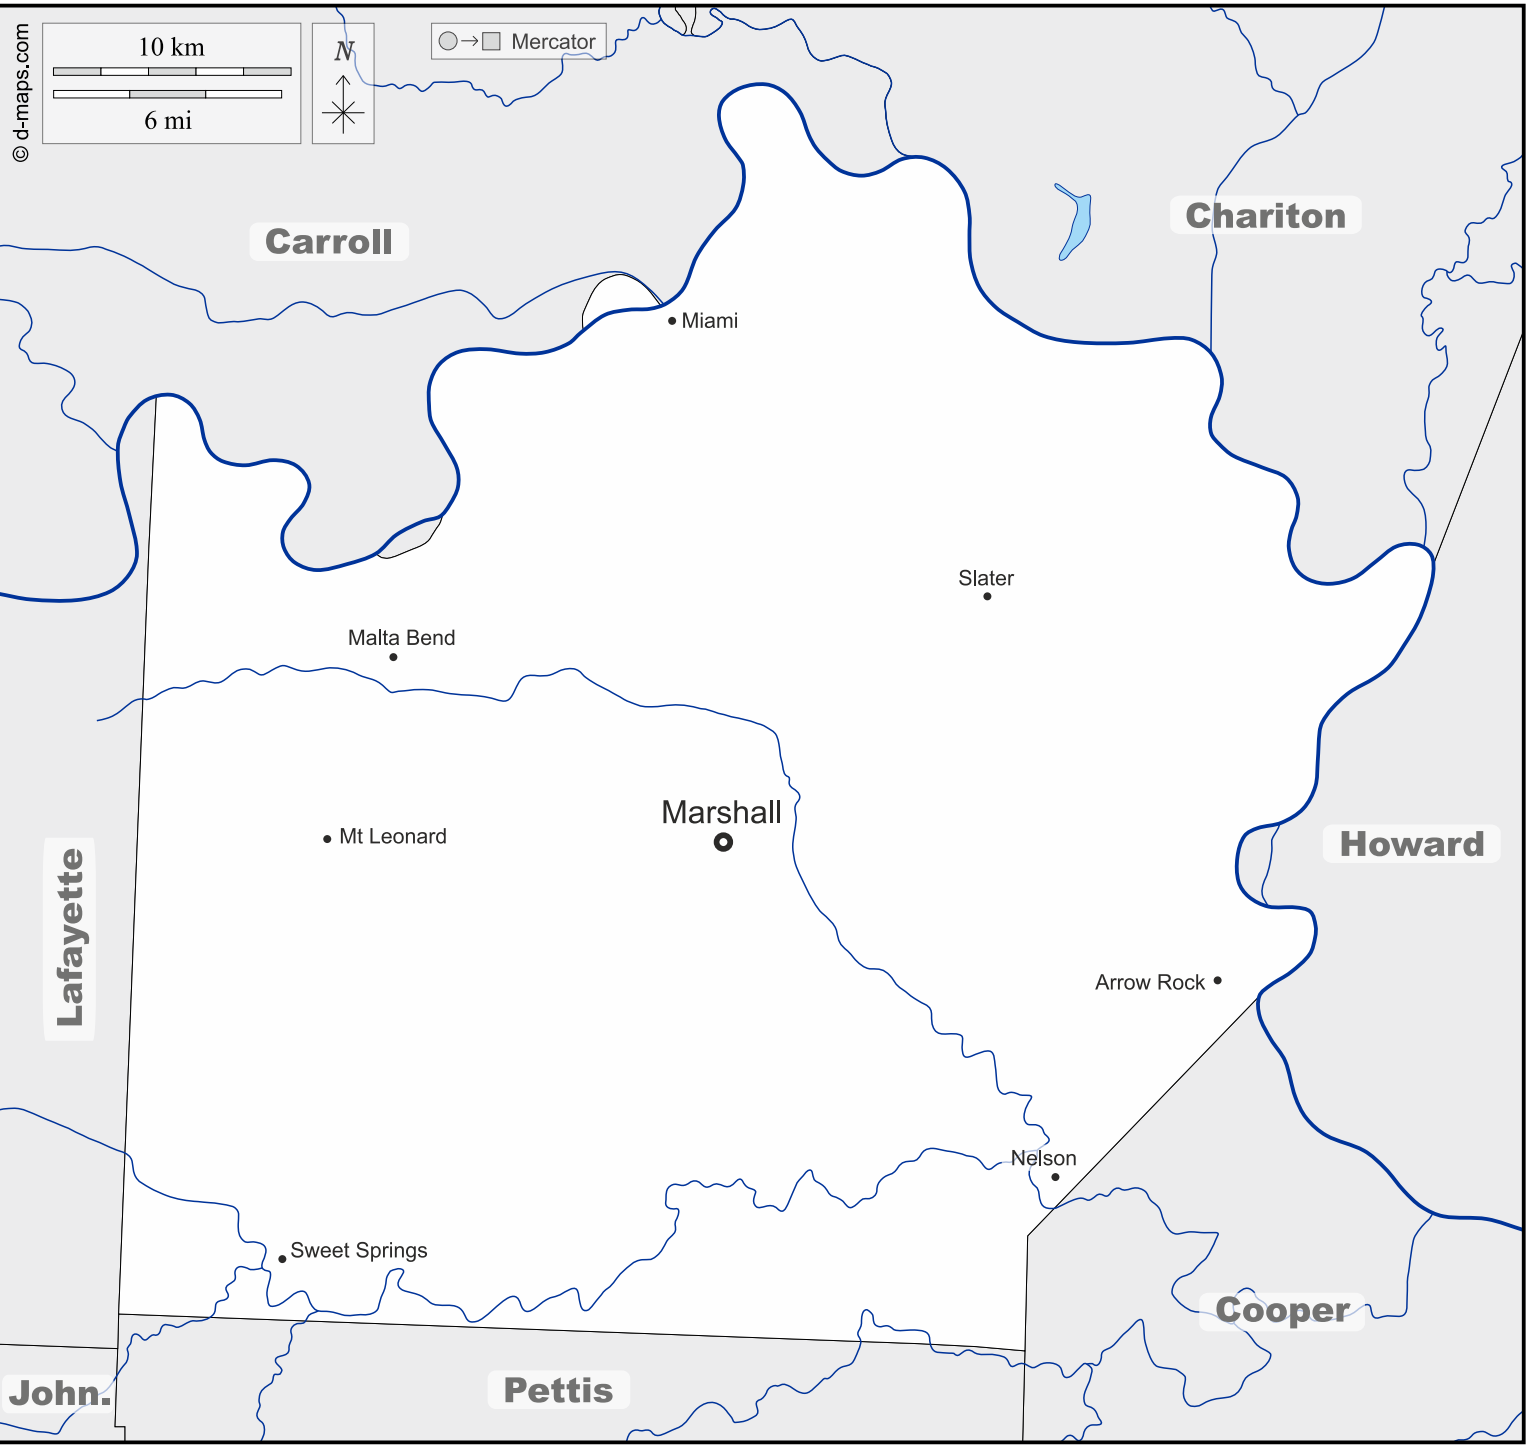 © d-maps.com
10 km
6 mi
N
Mercator
Carroll
Chariton
Miami
Slater
Malta Bend
Marshall
Mt Leonard
Howard
Lafayette
Arrow Rock
Nelson
Sweet Springs
Cooper
John.
Pettis